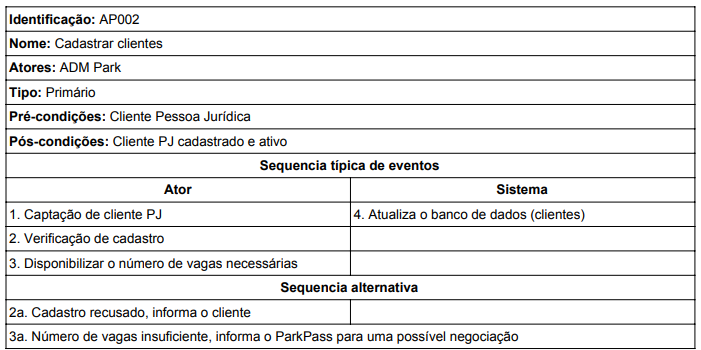 Identificação: AP002
Nome: Cadastrar clientes
Atores: ADM Park
Tipo: Primário
Pré-condições: Cliente Pessoa Jurídica
Pós-condições: Cliente PJ cadastrado e ativo
Sequencia típica de eventos
Ator Sistema
1. Captação de cliente PJ 4. Atualiza o banco de dados (clientes)
2. Verificação de cadastro
3. Disponibilizar o número de vagas necessárias
Sequencia alternativa
2a. Cadastro recusado, informa o cliente
3a. Número de vagas insuficiente, informa o ParkPass para uma possível negociação